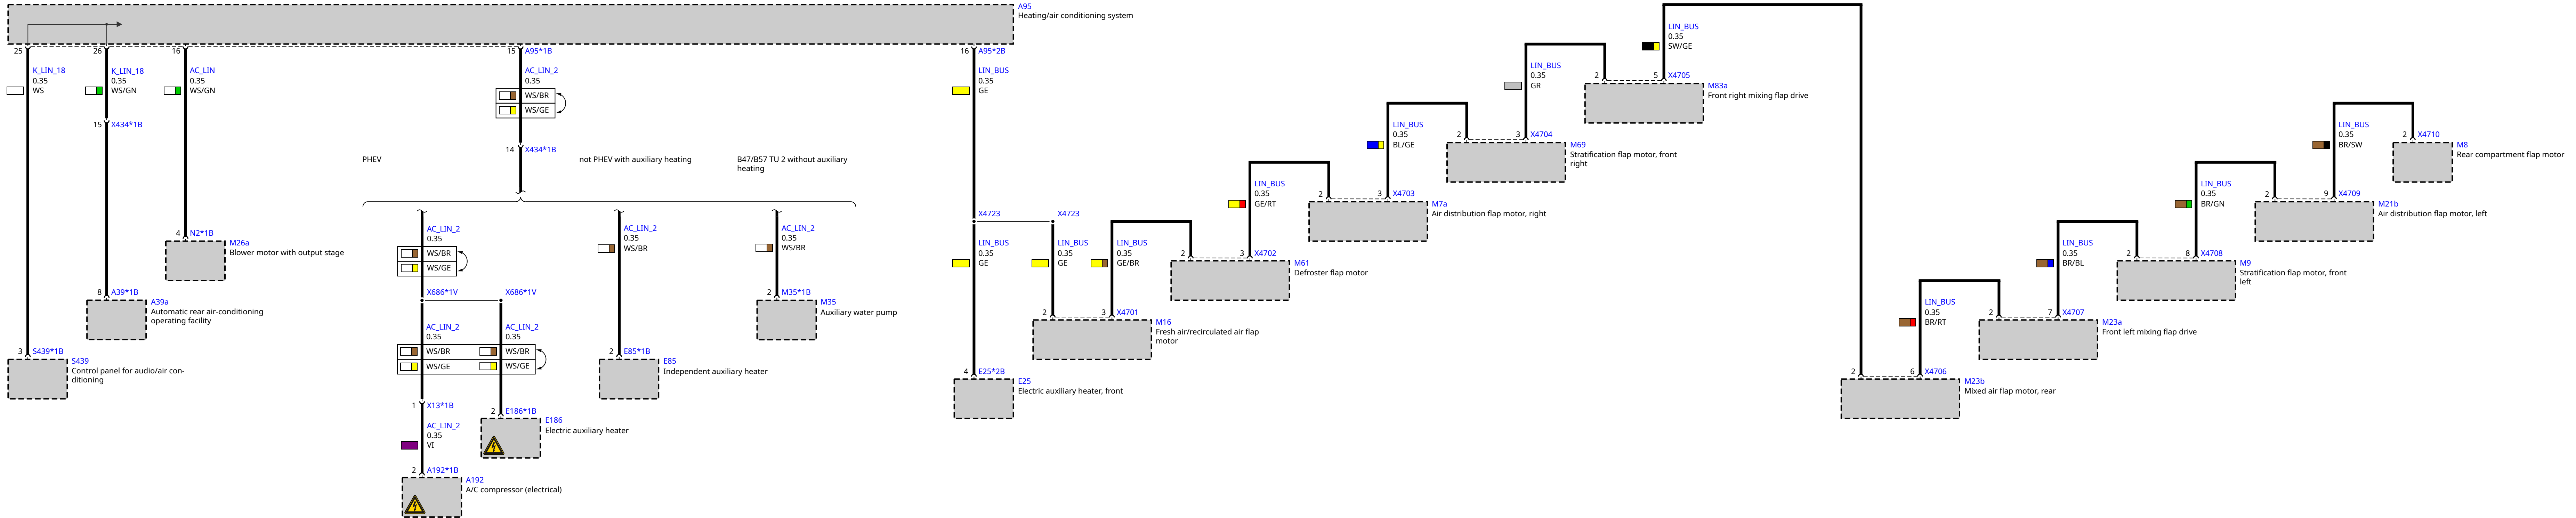 A95
Heating/air conditioning system
25
26
16
15 A95*1B
16 A95*2B
K_LIN_18
0.35
WS
K_LIN_18
0.35
WS/GN
AC_LIN
0.35
WS/GN
AC_LIN_2
0.35
WS/BR
WS/GE
LIN_BUS
0.35
GE
15 X434*1B
14 X434*1B
PHEV
not PHEV with auxiliary heating
B47/B57 TU 2 without auxiliary
heating
4 N2*1B
M26a
Blower motor with output stage
8 A39*1B
A39a
Automatic rear air-conditioning
operating facility
3 S439*1B
S439
Control panel for audio/air con-
ditioning
AC_LIN_2
0.35
WS/BR
WS/GE
X686*1V
X686*1V
AC_LIN_2
0.35
WS/BR
WS/GE
AC_LIN_2
0.35
WS/BR
WS/GE
1 X13*1B
AC_LIN_2
0.35
VI
2 A192*1B
A192
A/C compressor (electrical)
2 E186*1B
E186
Electric auxiliary heater
AC_LIN_2
0.35
WS/BR
2 E85*1B
E85
Independent auxiliary heater
AC_LIN_2
0.35
WS/BR
2 M35*1B
M35
Auxiliary water pump
X4723
X4723
LIN_BUS
0.35
GE
4 E25*2B
E25
Electric auxiliary heater, front
LIN_BUS
0.35
GE
LIN_BUS
0.35
GE/BR
2
3 X4701
M16
Fresh air/recirculated air flap
motor
LIN_BUS
0.35
GE/RT
2
3 X4702
M61
Defroster flap motor
LIN_BUS
0.35
BL/GE
2
3 X4703
M7a
Air distribution flap motor, right
LIN_BUS
0.35
GR
2
3 X4704
M69
Stratification flap motor, front
right
LIN_BUS
0.35
SW/GE
2
5 X4705
M83a
Front right mixing flap drive
LIN_BUS
0.35
BR/RT
2
6 X4706
M23b
Mixed air flap motor, rear
LIN_BUS
0.35
BR/BL
2
7 X4707
M23a
Front left mixing flap drive
LIN_BUS
0.35
BR/GN
2
8 X4708
M9
Stratification flap motor, front
left
LIN_BUS
0.35
BR/SW
2
9 X4709
M21b
Air distribution flap motor, left
2 X4710
M8
Rear compartment flap motor